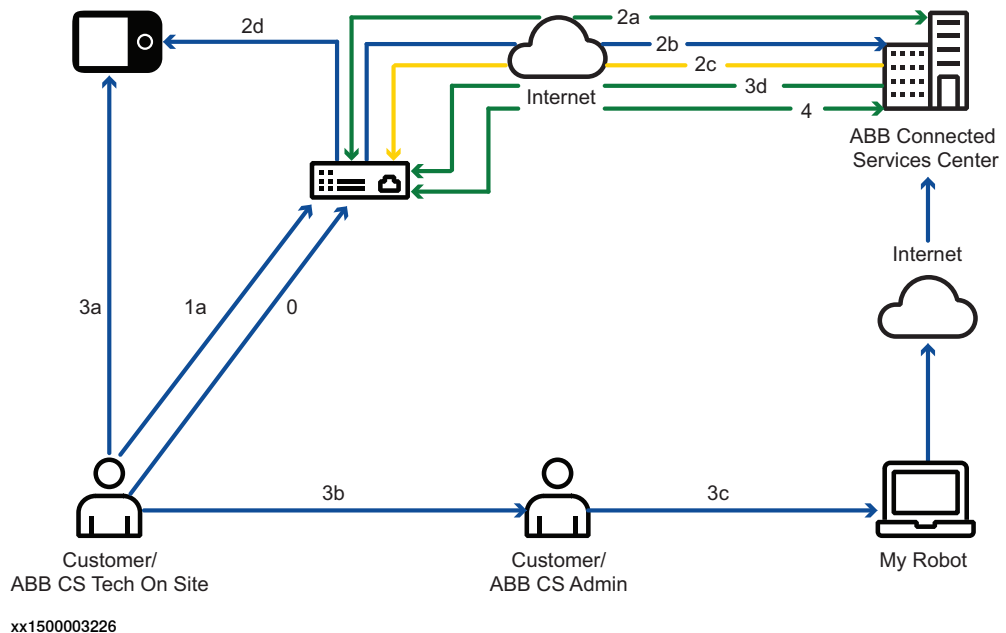 2a
2d
2b
2c
Internet
3d
4
ABB Connected
Services Center
Internet
3a
1a
0
3b
3c
Customer/
ABB CS Tech On Site
Customer/
ABB CS Admin
My Robot
xx1500003226